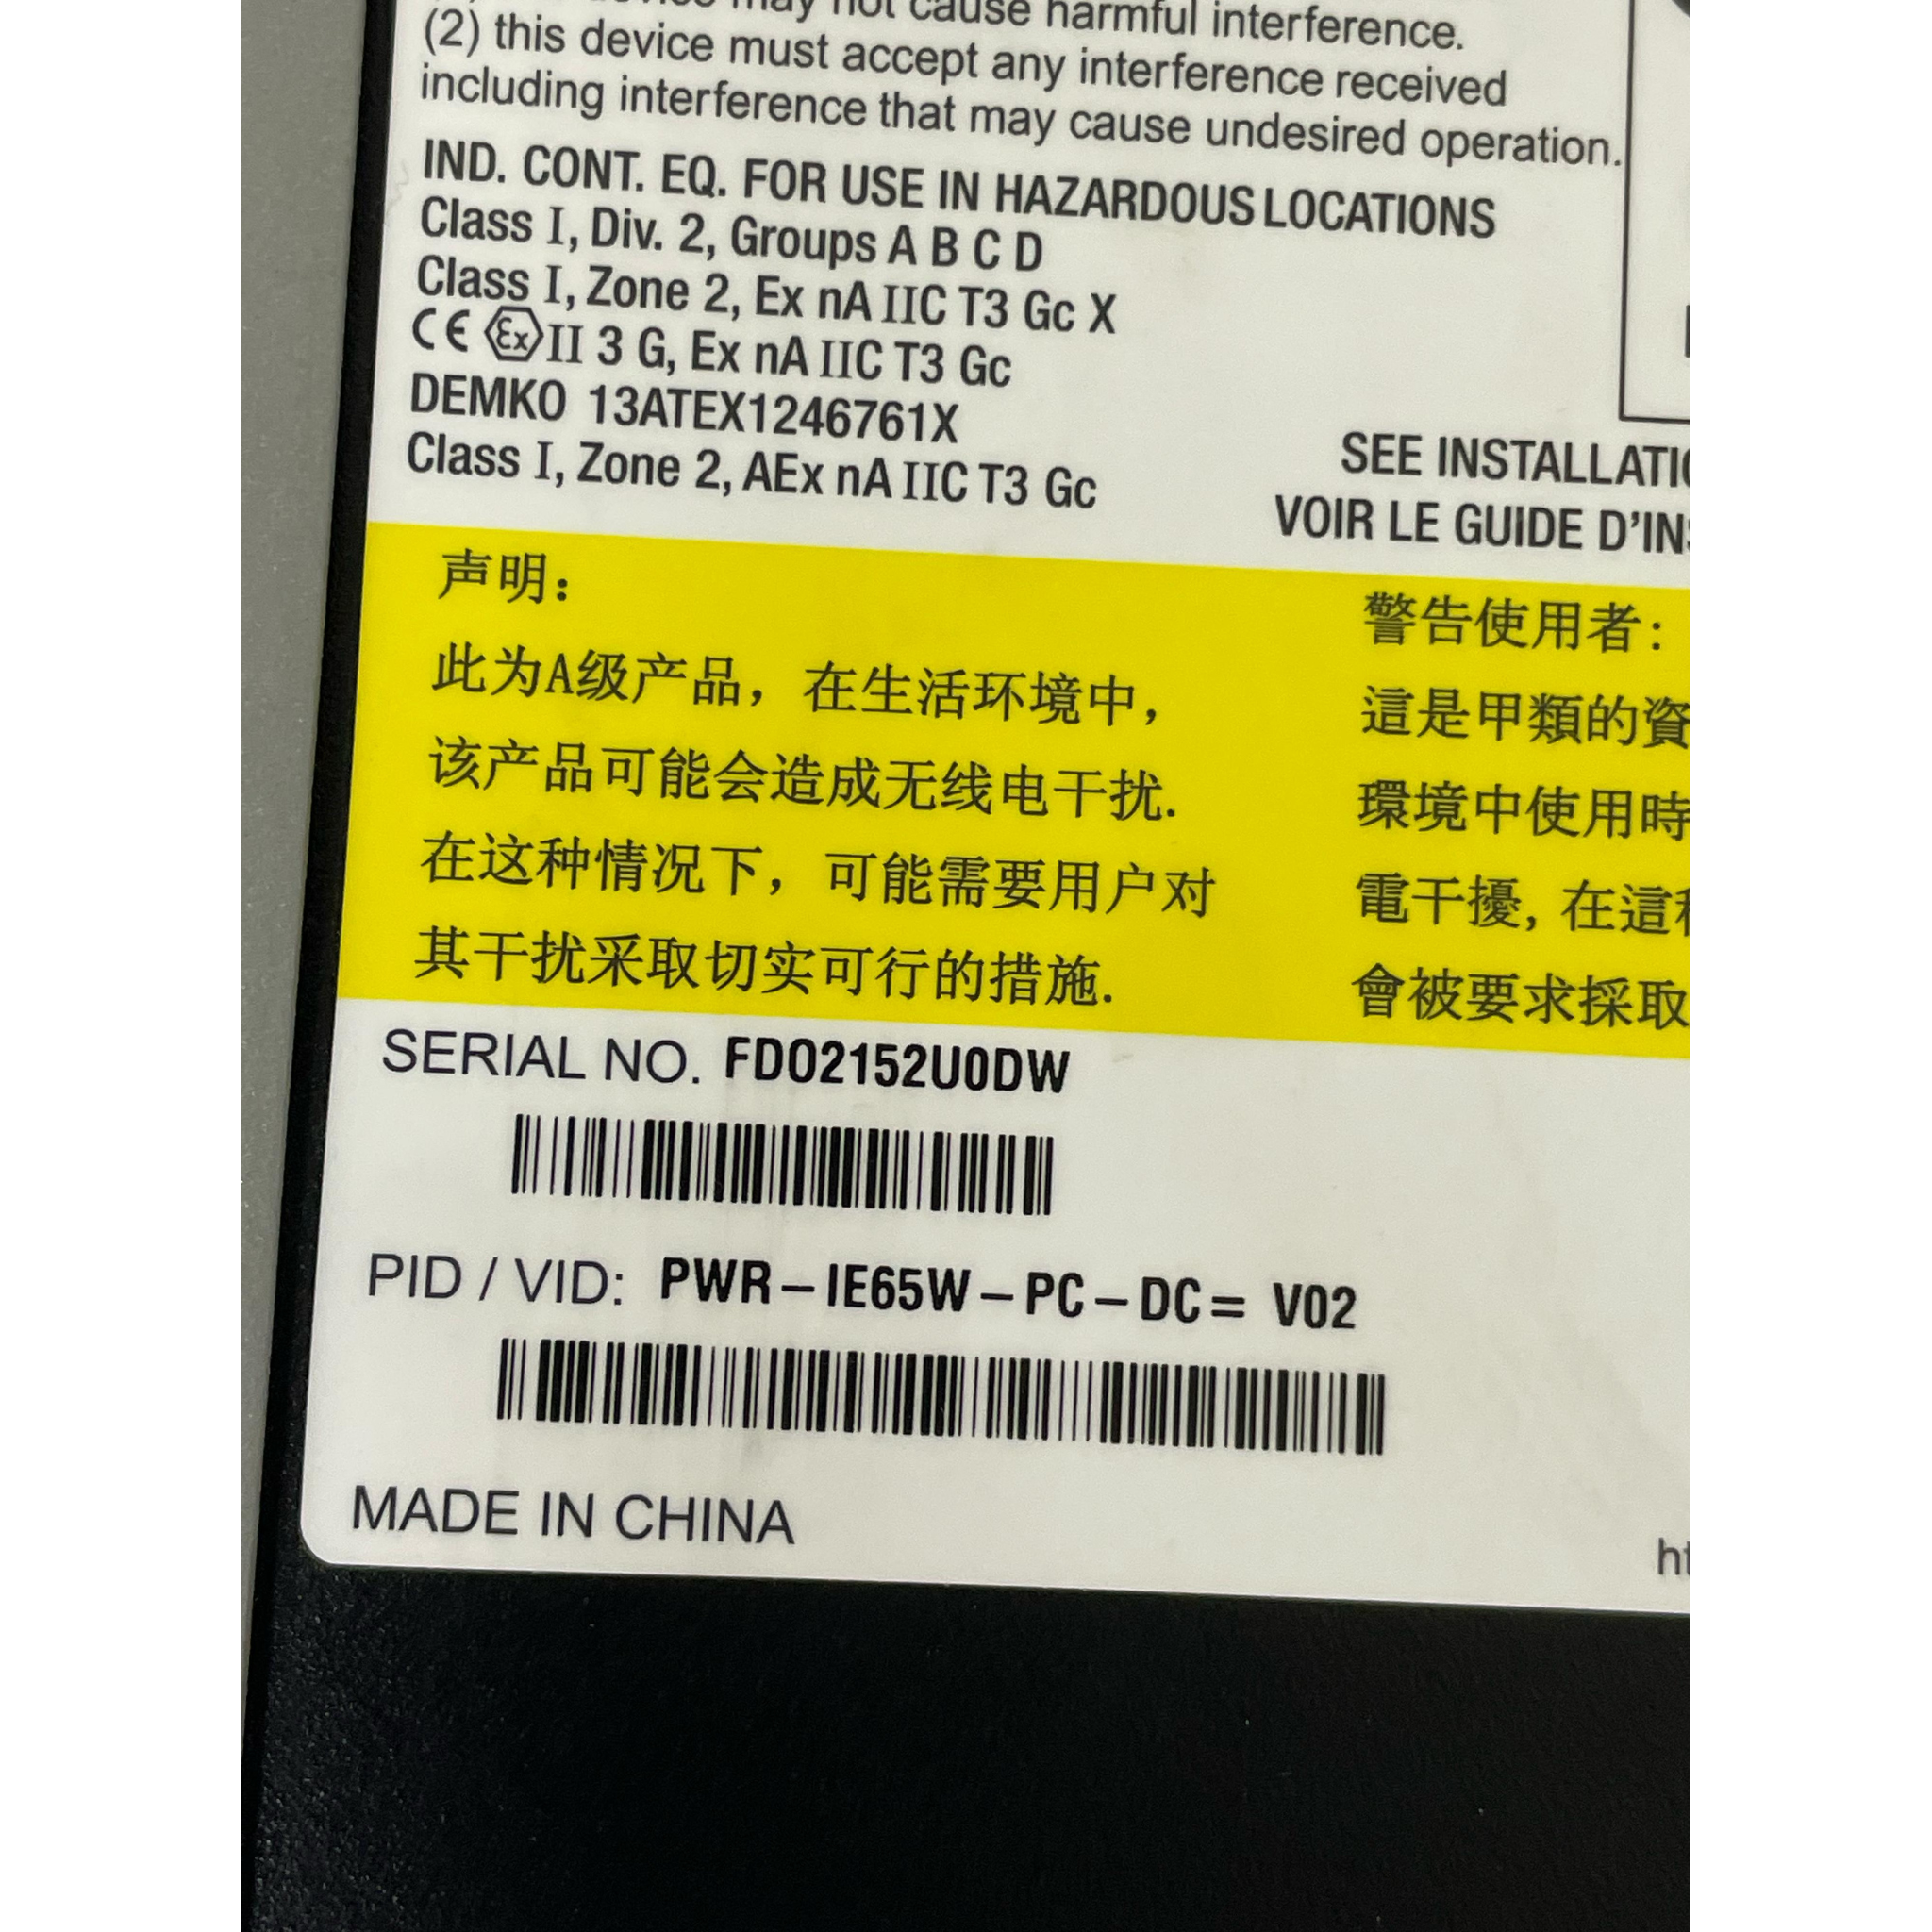 may not cause harmful interference.
(2) this device must accept any interference received
including interference that may cause undesired operation.
IND. CONT. EQ. FOR USE IN HAZARDOUS LOCATIONS
Class I, Div. 2, Groups A B C D
Class I, Zone 2, Ex nA IIC T3 Gc X
CE Ex II 3 G, Ex nA IIC T3 Gc
DEMKO 13ATEX1246761X
Class I, Zone 2, AEx nA IIC T3 Gc
SEE
VOIR LE GUIDE
声明：
此为A级产品，在生活环境中，
该产品可能会造成无线电干扰.
在这种情况下，可能需要用户对
其干扰采取切实可行的措施.
警告使用者：
這是甲類的資
環境中使用時
電干擾, 在這
會被要求採取
SERIAL NO. FDO2152U0DW
PID / VID: PWR-IE65W-PC-DC= V02
MADE IN CHINA